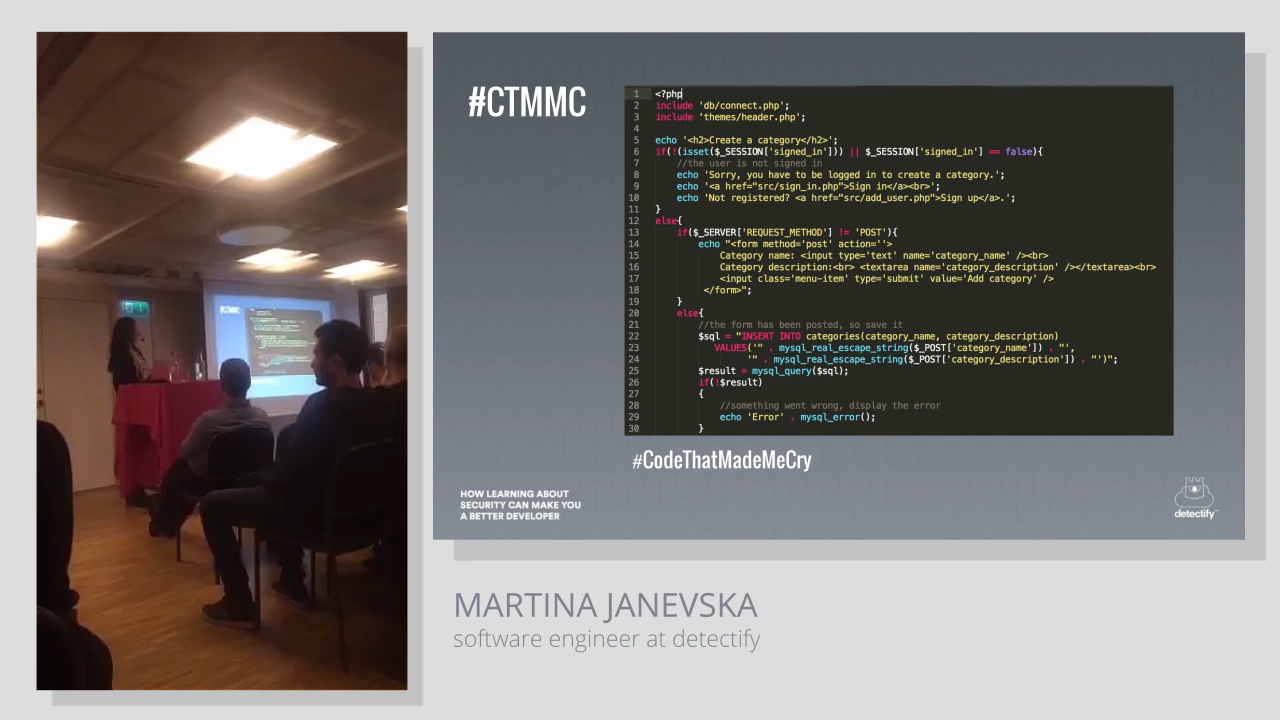 #CTMMC
1 <?php
2 include 'db/connect.php';
3 include 'themes/header.php';
4
5 echo '<h2>Create a category</h2>';
6 if(!(isset($_SESSION['signed_in'])) || $_SESSION['signed_in'] == false){
7 //the user is not signed in
8 echo 'Sorry, you have to be logged in to create a category.';
9 echo '<a href="src/sign_in.php">Sign in</a><br>';
10 echo 'Not registered? <a href="src/add_user.php">Sign up</a>.';
11 }
12 else{
13 if($_SERVER['REQUEST_METHOD'] != 'POST'){
14 echo "<form method='post' action=''>
15 Category name: <input type='text' name='category_name' /><br>
16 Category description:<br> <textarea name='category_description' /></textarea><br>
17 <input class='menu-item' type='submit' value='Add category' />
18 </form>";
19 }
20 else{
21 //the form has been posted, so save it
22 $sql = "INSERT INTO categories(category_name, category_description)
23 VALUES('" . mysql_real_escape_string($_POST['category_name']) . "',
24 '" . mysql_real_escape_string($_POST['category_description']) . "')";
25 $result = mysql_query($sql);
26 if(!$result)
27 {
28 //something went wrong, display the error
29 echo 'Error' . mysql_error();
30 }
#CodeThatMadeMeCry
HOW LEARNING ABOUT
SECURITY CAN MAKE YOU
A BETTER DEVELOPER
detectify
#CTMMC
MARTINA JANEVSKA
software engineer at detectify